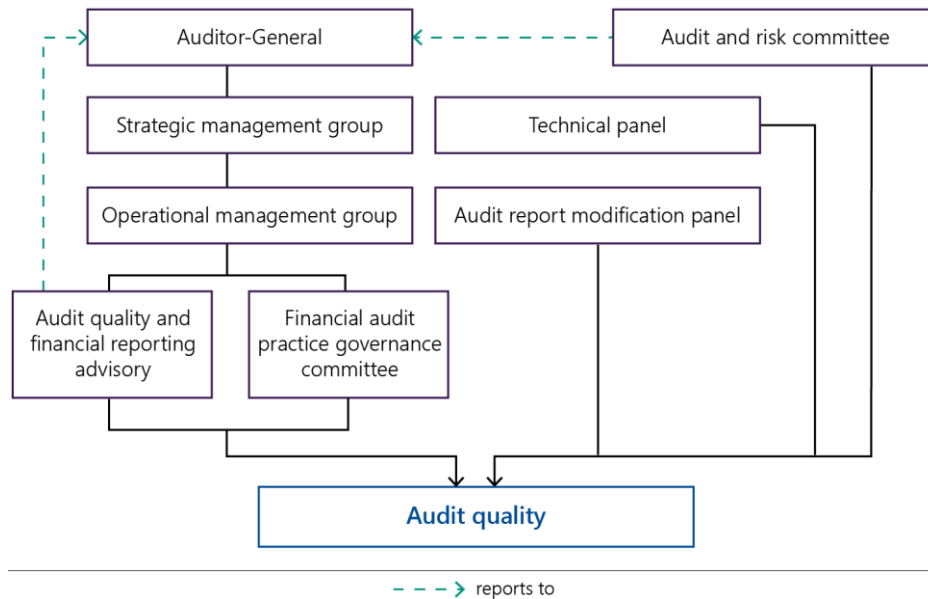 Auditor-General
Audit and risk committee
Strategic management group
Technical panel
Operational management group
Audit report modification panel
Audit quality and
financial reporting
advisory
Financial audit
practice governance
committee
Audit quality
reports to